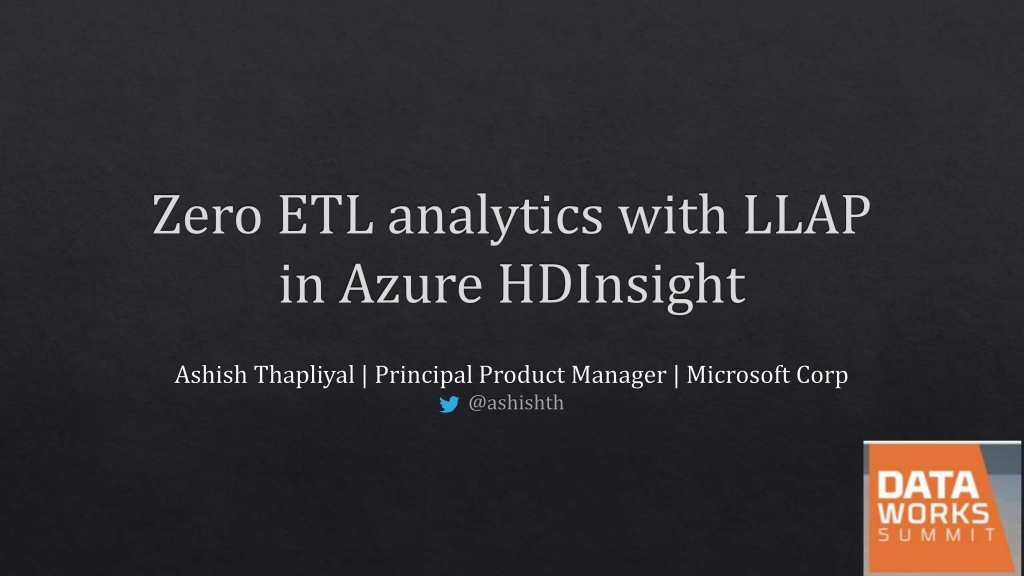 Zero ETL analytics with LLAP
in Azure HDInsight
Ashish Thapliyal | Principal Product Manager | Microsoft Corp
@ashishth
DATA
WORKS
SUMMIT